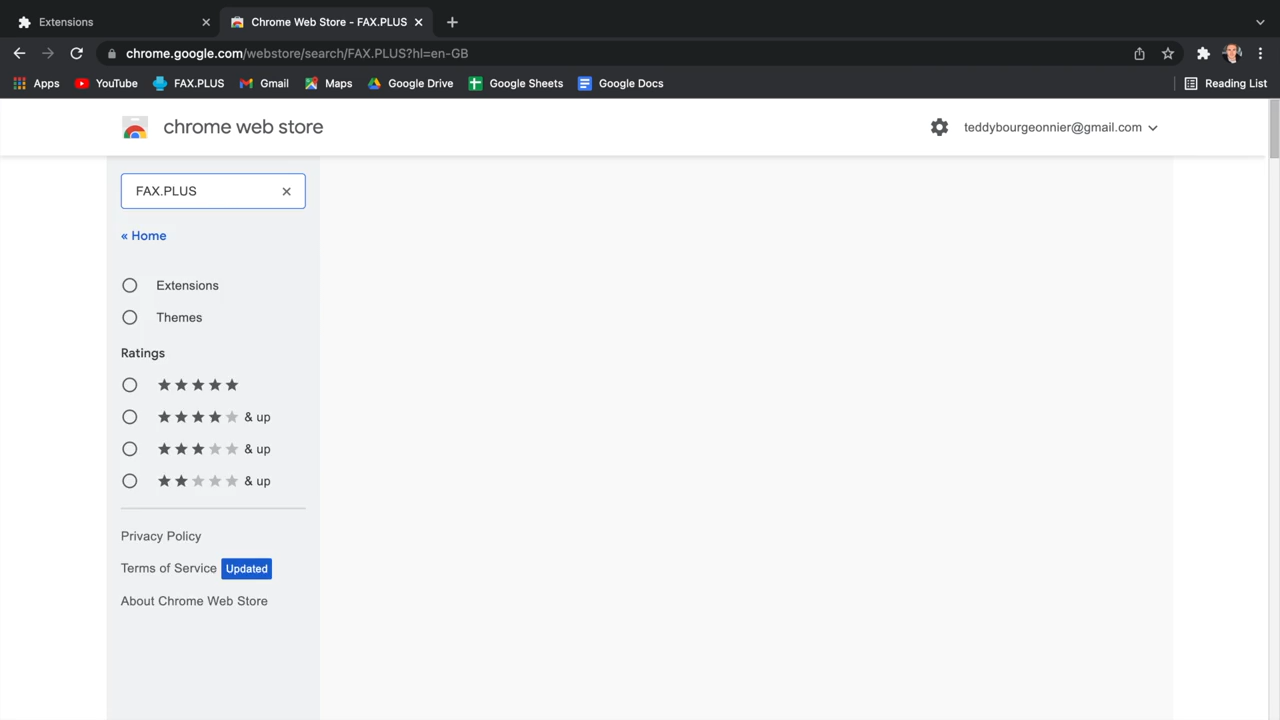 Extensions
Chrome Web Store - FAX.PLUS
chrome.google.com/webstore/search/FAX.PLUS?hl=en-GB
Apps YouTube FAX.PLUS Gmail Maps Google Drive Google Sheets Google Docs Reading List
chrome web store
teddybourgeonnier@gmail.com
FAX.PLUS
« Home
Extensions
Themes
Ratings
& up
& up
& up
Privacy Policy
Terms of Service Updated
About Chrome Web Store